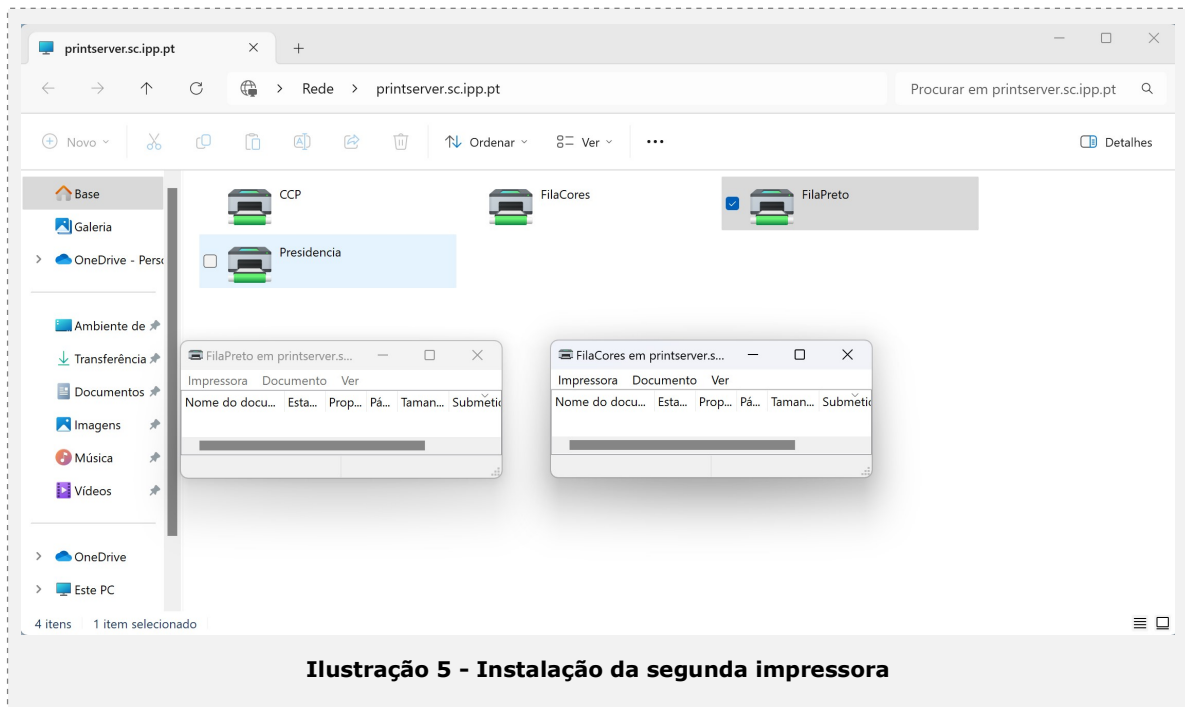 printserver.sc.ipp.pt
Rede > printserver.sc.ipp.pt
Procurar em printserver.sc.ipp.pt
Novo
Ordenar
Ver
Detalhes
Base
Galeria
OneDrive - Perso
Ambiente de
Transferência
Documentos
Imagens
Música
Vídeos
OneDrive
Este PC
CCP
FilaCores
FilaPreto
Presidencia
FilaPreto em printserver.s...
Impressora Documento Ver
Nome do docu... Esta... Prop... Pá... Taman... Submetid
FilaCores em printserver.s...
Impressora Documento Ver
Nome do docu... Esta... Prop... Pá... Taman... Submetid
4 itens 1 item selecionado
Ilustração 5 - Instalação da segunda impressora